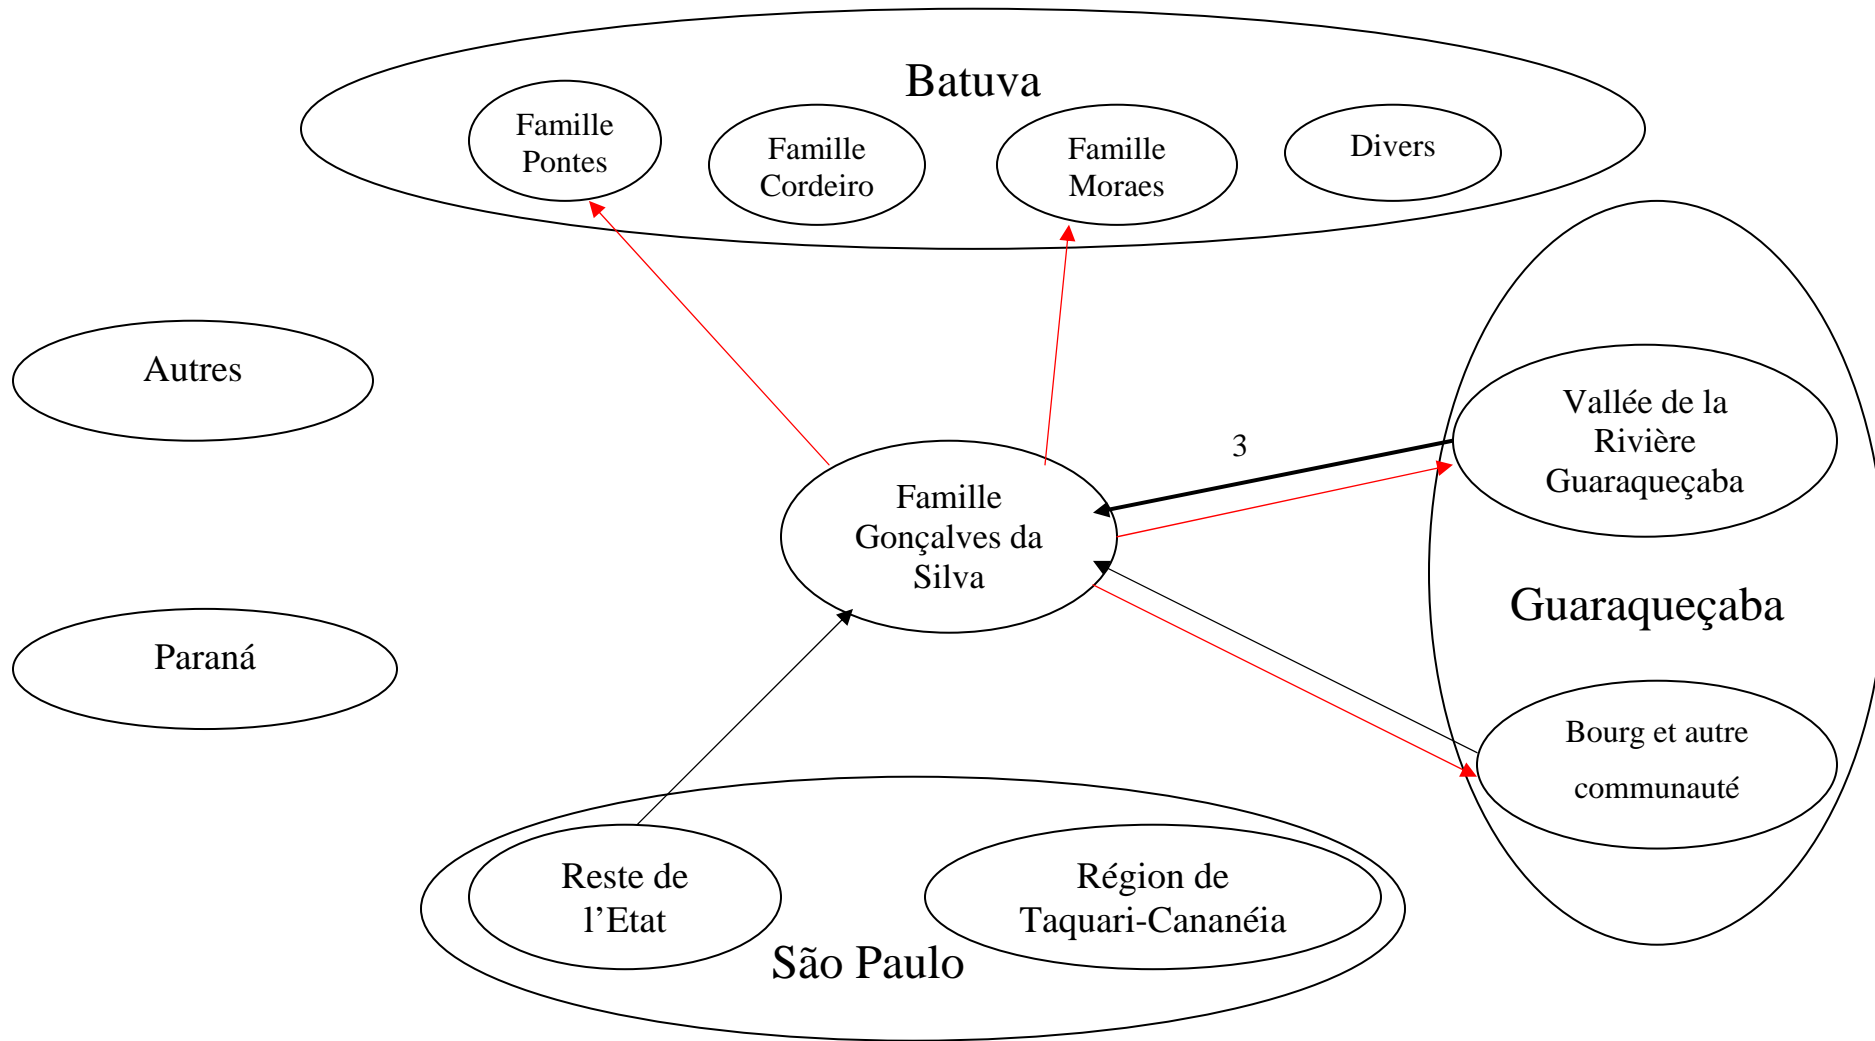 Batuva
Famille
Pontes
Famille
Cordeiro
Famille
Moraes
Divers
Autres
Vallée de la
Rivière
Guaraqueçaba
3
Famille
Gonçalves da
Silva
Guaraqueçaba
Paraná
Bourg et autre
communauté
Reste de
l’Etat
Région de
Taquari-Cananéia
São Paulo